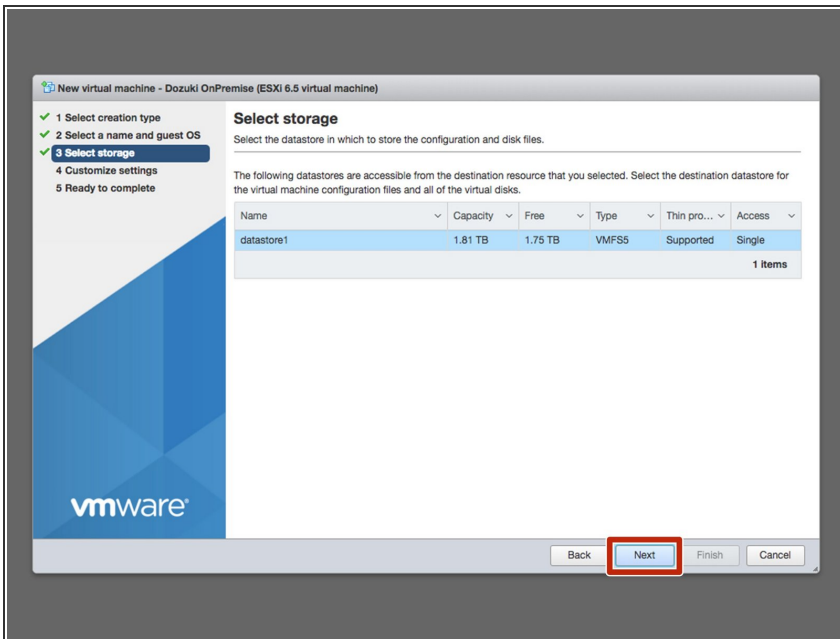 New virtual machine - Dozuki OnPremise (ESXi 6.5 virtual machine)
1 Select creation type
2 Select a name and guest OS
3 Select storage
4 Customize settings
5 Ready to complete
Select storage
Select the datastore in which to store the configuration and disk files.
The following datastores are accessible from the destination resource that you selected. Select the destination datastore for
the virtual machine configuration files and all of the virtual disks.
Name Capacity Free Type Thin pro... Access
datastore1 1.81 TB 1.75 TB VMFS5 Supported Single
1 items
vmware®
Back Next Finish Cancel